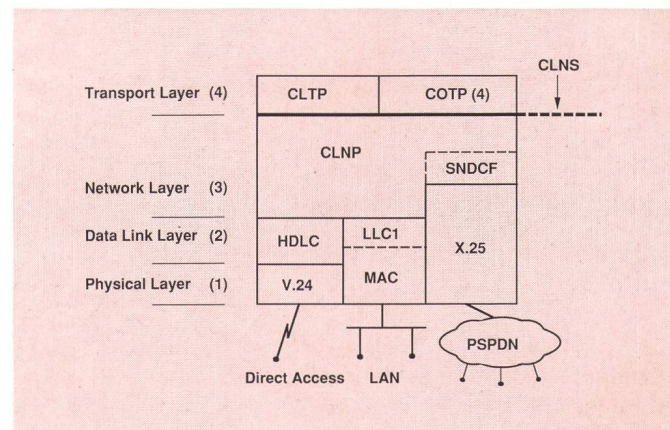 CLNS
Transport Layer (4)
CLTP
COTP (4)
CLNP
SNDCF
Network Layer (3)
Data Link Layer (2)
HDLC
LLC1
X.25
Physical Layer (1)
V.24
MAC
PSPDN
Direct Access
LAN